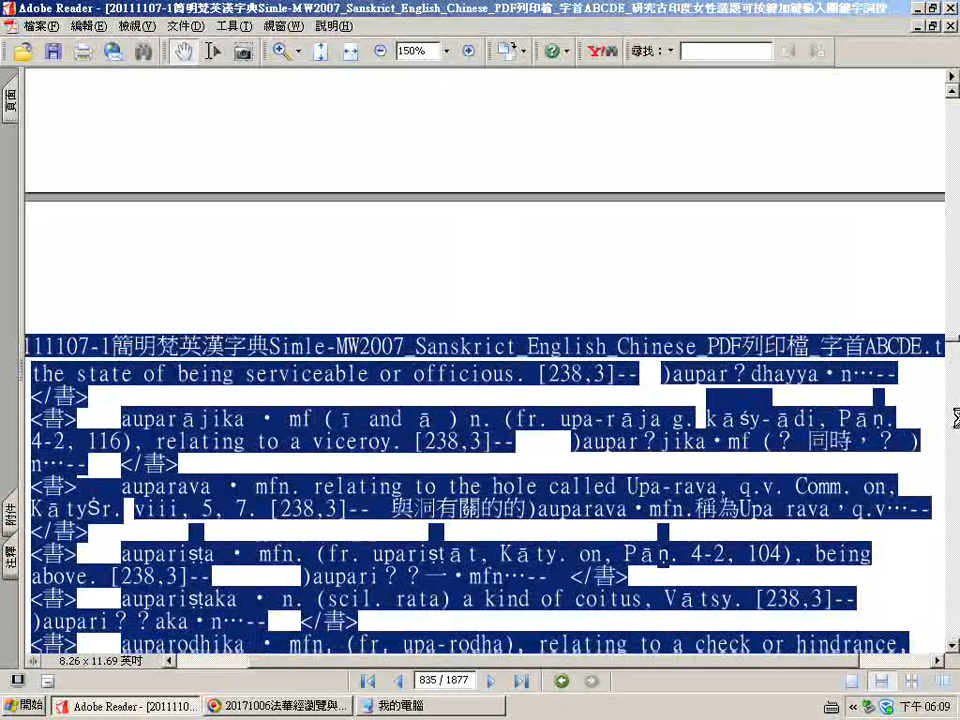 Adobe Reader - [20111107-1簡明梵英漢字典Simle-MW2007_Sanskrict_English_Chinese_PDF列印檔_字首ABCDE_研究古印度女性議題可按鍵加鍵輸入關鍵字詞搜
檔案(F) 編輯(E) 檢視(V) 文件(D) 工具(T) 視窗(W) 說明(H)
150% 尋找:
頁面
111107-1簡明梵英漢字典Simle-MW2007_Sanskrict_English_Chinese_PDF列印檔_字首ABCDE.t
the state of being serviceable or officious. [238,3]-- )aupar？dhayya‧n…--
</書>
<書> auparājika ‧ mf (ī and ā ) n. (fr. upa-rāja g. kāśy-ādi, Pāṇ.
4-2, 116), relating to a viceroy. [238,3]-- )aupar？jika‧mf (？ 同時，？ )
n…-- </書>
<書> auparava ‧ mfn. relating to the hole called Upa-rava, q.v. Comm. on,
KātyŚr. viii, 5, 7. [238,3]-- 與洞有關的的)auparava‧mfn.稱為Upa rava，q.v…--
</書>
<書> aupariṣta ‧ mfn. (fr. upariṣtāt, Kāty. on, Pāṇ. 4-2, 104), being
above. [238,3]-- )aupari？？一‧mfn…-- </書>
<書> aupariṣtaka ‧ n. (scil. rata) a kind of coitus, Vātsy. [238,3]--
)aupari？？aka‧n…-- </書>
<書> auparodhika ‧ mfn. (fr. upa-rodha), relating to a check or hindrance,
附件
注釋
8.26 x 11.69 英吋
835 / 1877
開始 Adobe Reader - [2011110... 20171006法華經瀏覽與... 我的電腦 下午 06:09